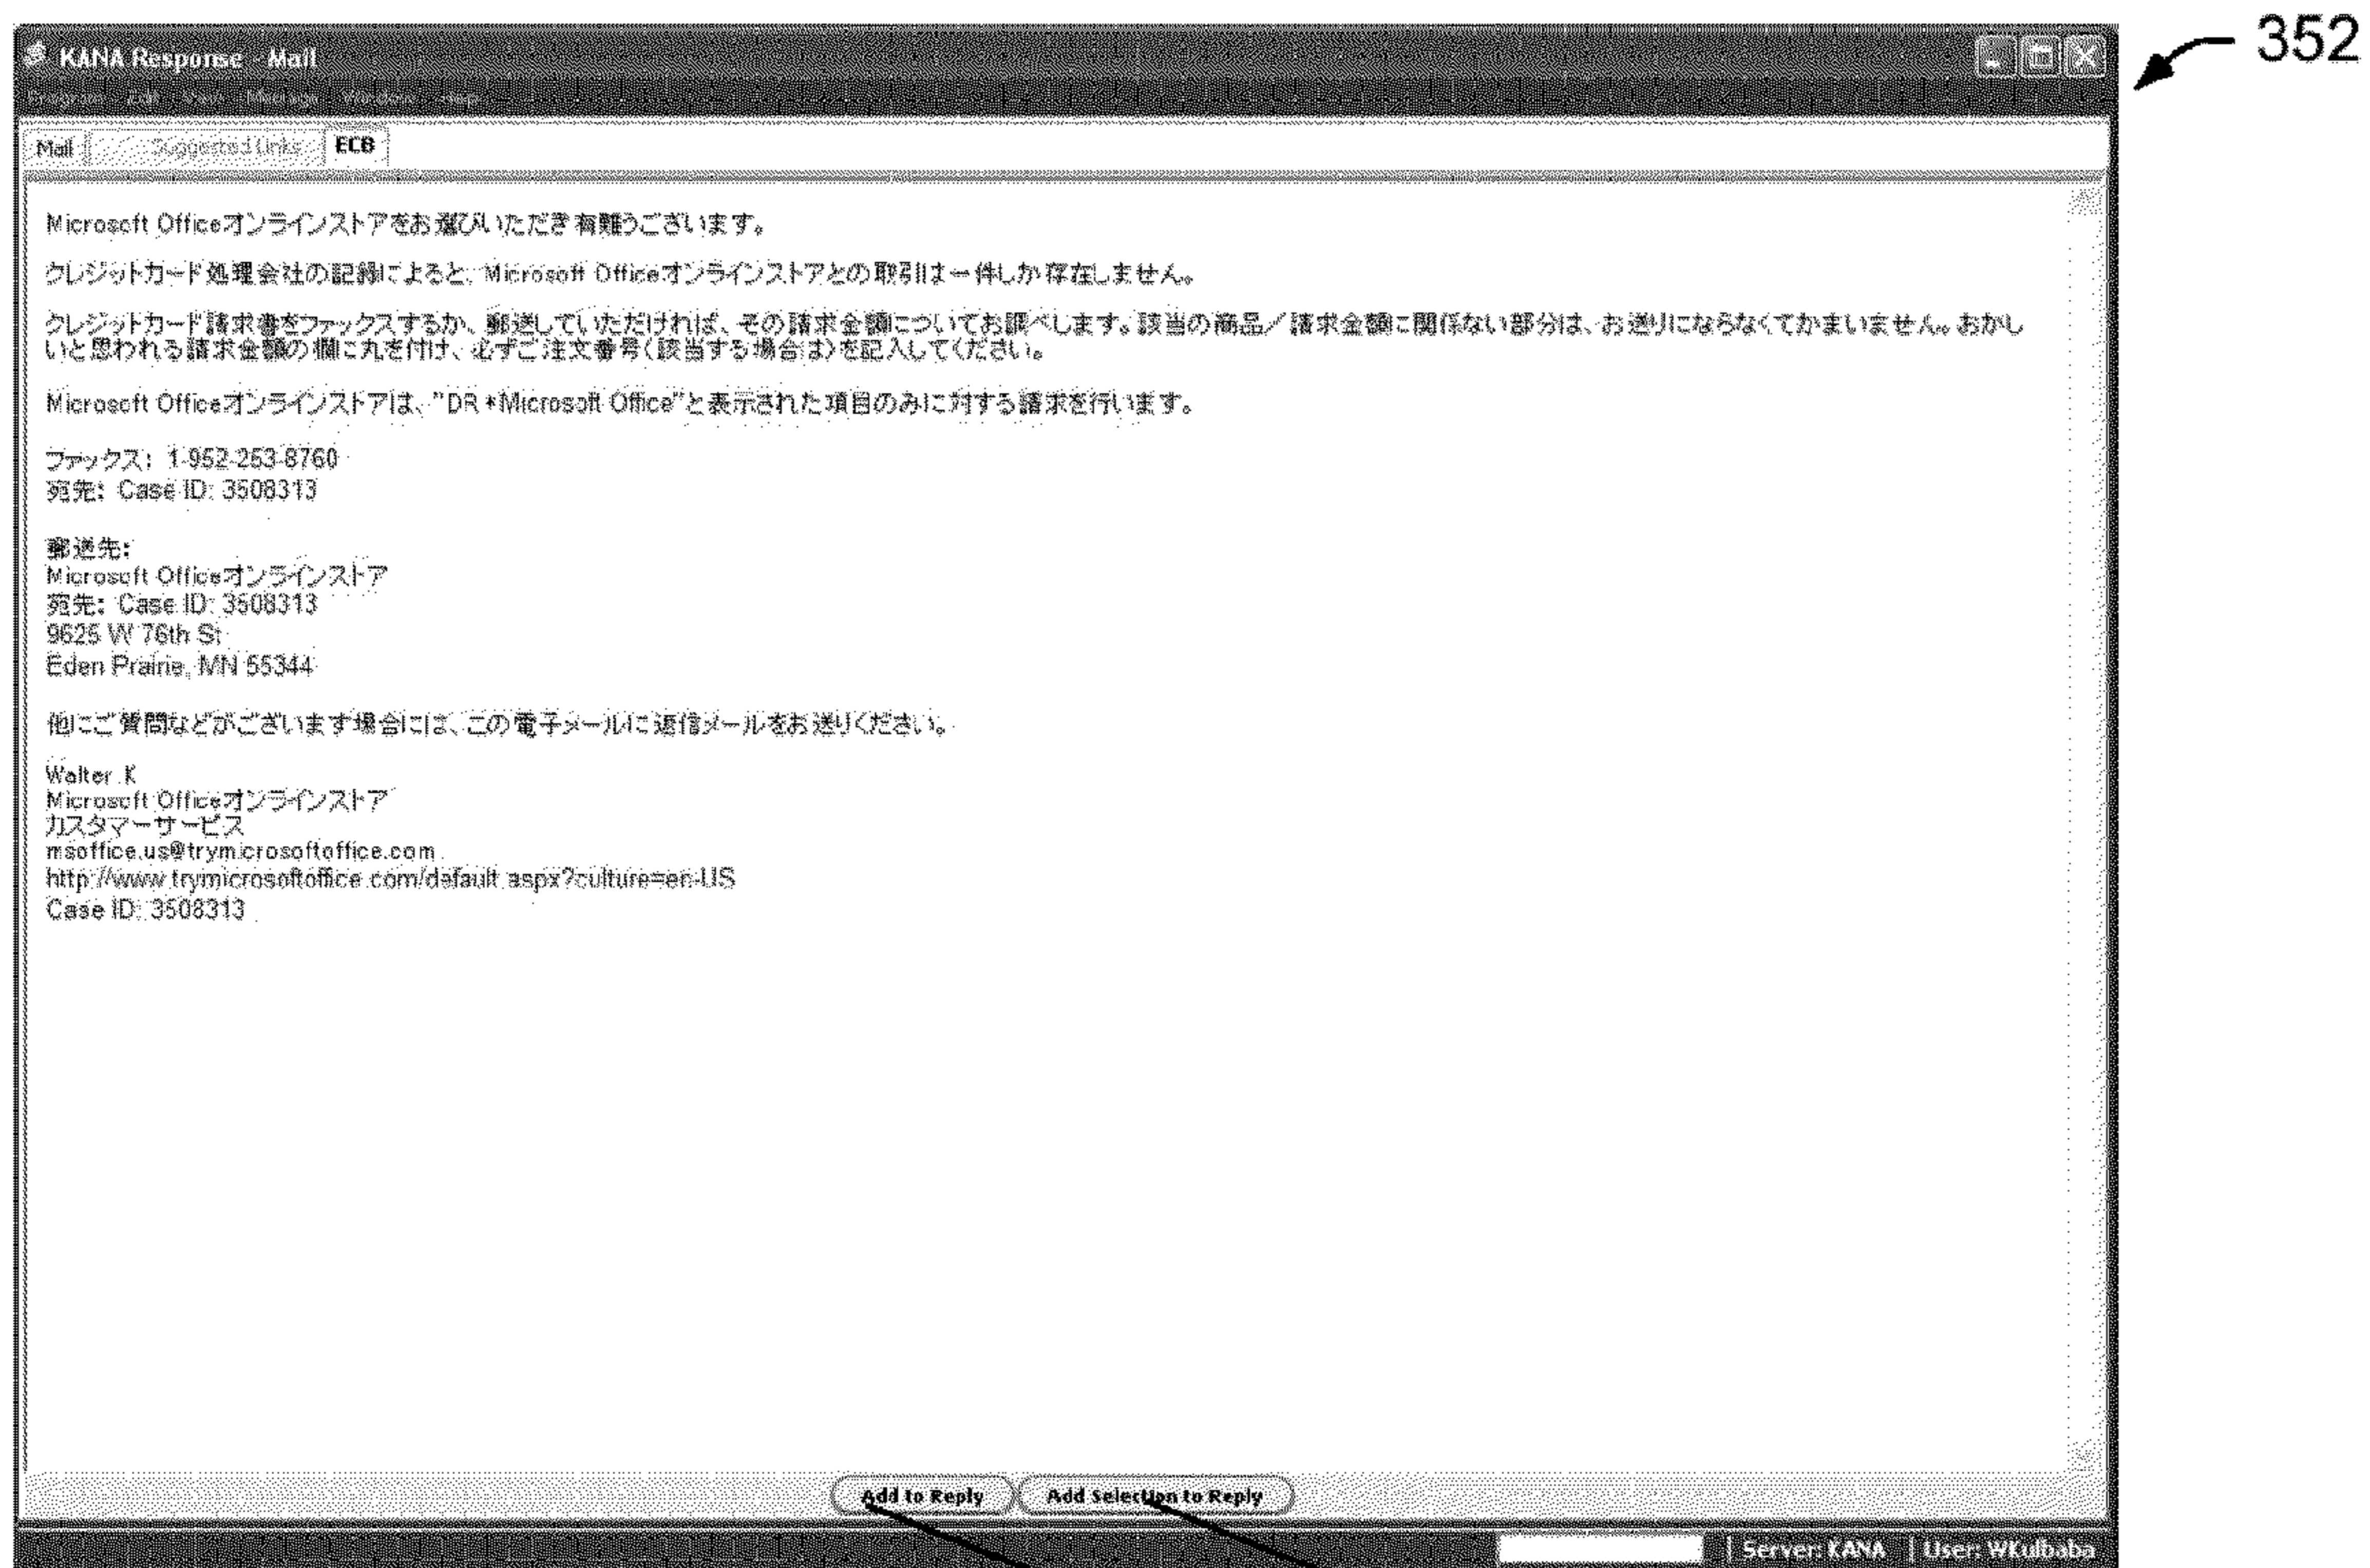 352
KANA Response - Mail
Program Edit View Message Window Help
Mail Suggested Links ECB
Microsoft Officeオンラインストアをお選びいただき有難うございます。
クレジットカード処理会社の記録によると、Microsoft Officeオンラインストアとの取引は一件しか存在しません。
クレジットカード請求書をファックスするか、郵送していただければ、その請求金額についてお調べします。該当の商品／請求金額に関係ない部分は、お送りにならなくてかまいません。おかし
いと思われる請求金額の欄に丸を付け、必ずご注文番号(該当する場合は)を記入してください。
Microsoft Officeオンラインストアは、"DR *Microsoft Office"と表示された項目のみに対する請求を行います。
ファックス: 1-952-253-8760
宛先: Case ID: 3508313
郵送先:
Microsoft Officeオンラインストア
宛先: Case ID: 3508313
9625 W 76th St
Eden Prairie, MN 55344
他にご質問などがございます場合には、この電子メールに返信メールをお送りください。
Walter K
Microsoft Officeオンラインストア
カスタマーサービス
msoffice.us@trymicrosoftoffice.com
http://www.trymicrosoftoffice.com/default.aspx?culture=en-US
Case ID: 3508313
Add to Reply Add Selection to Reply
Server: KANA User: WKulbaba